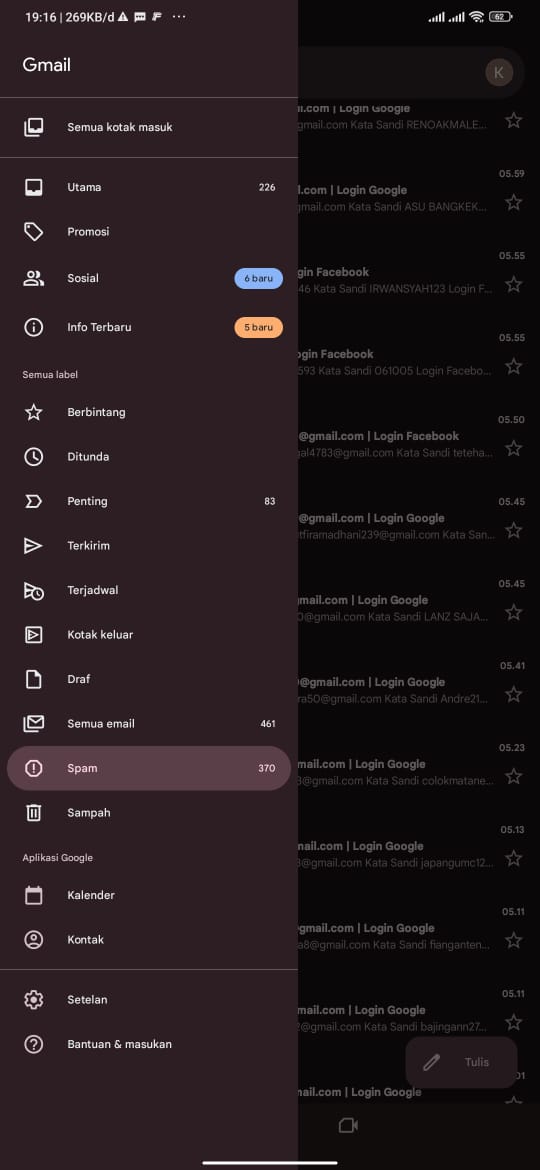 19:16 | 269KB/d
62
Gmail
K
Semua kotak masuk
Utama 226
Promosi
Sosial 6 baru
Info Terbaru 5 baru
Semua label
Berbintang
Ditunda
Penting 83
Terkirim
Terjadwal
Kotak keluar
Draf
Semua email 461
Spam 370
Sampah
Aplikasi Google
Kalender
Kontak
Setelan
Bantuan & masukan
il.com | Login Google
gmail.com Kata Sandi RENOAKMALE...
05.59
l.com | Login Google
gmail.com Kata Sandi ASU BANGKEK...
05.55
gin Facebook
46 Kata Sandi IRWANSYAH123 Login F...
05.55
ogin Facebook
593 Kata Sandi 061005 Login Facebo...
05.50
@gmail.com | Login Facebook
gal4783@gmail.com Kata Sandi teteha...
05.45
@gmail.com | Login Google
tfiramadhani239@gmail.com Kata San...
05.45
gmail.com | Login Google
0@gmail.com Kata Sandi LANZ SAJA...
05.41
0@gmail.com | Login Google
ra50@gmail.com Kata Sandi Andre21...
05.23
mail.com | Login Google
3@gmail.com Kata Sandi colokmatane...
05.13
mail.com | Login Google
8@gmail.com Kata Sandi japangumc12...
05.11
gmail.com | Login Google
a8@gmail.com Kata Sandi fianganten...
05.11
mail.com | Login Google
2@gmail.com Kata Sandi bajingann27...
01
mail.com | Login Google
Tulis